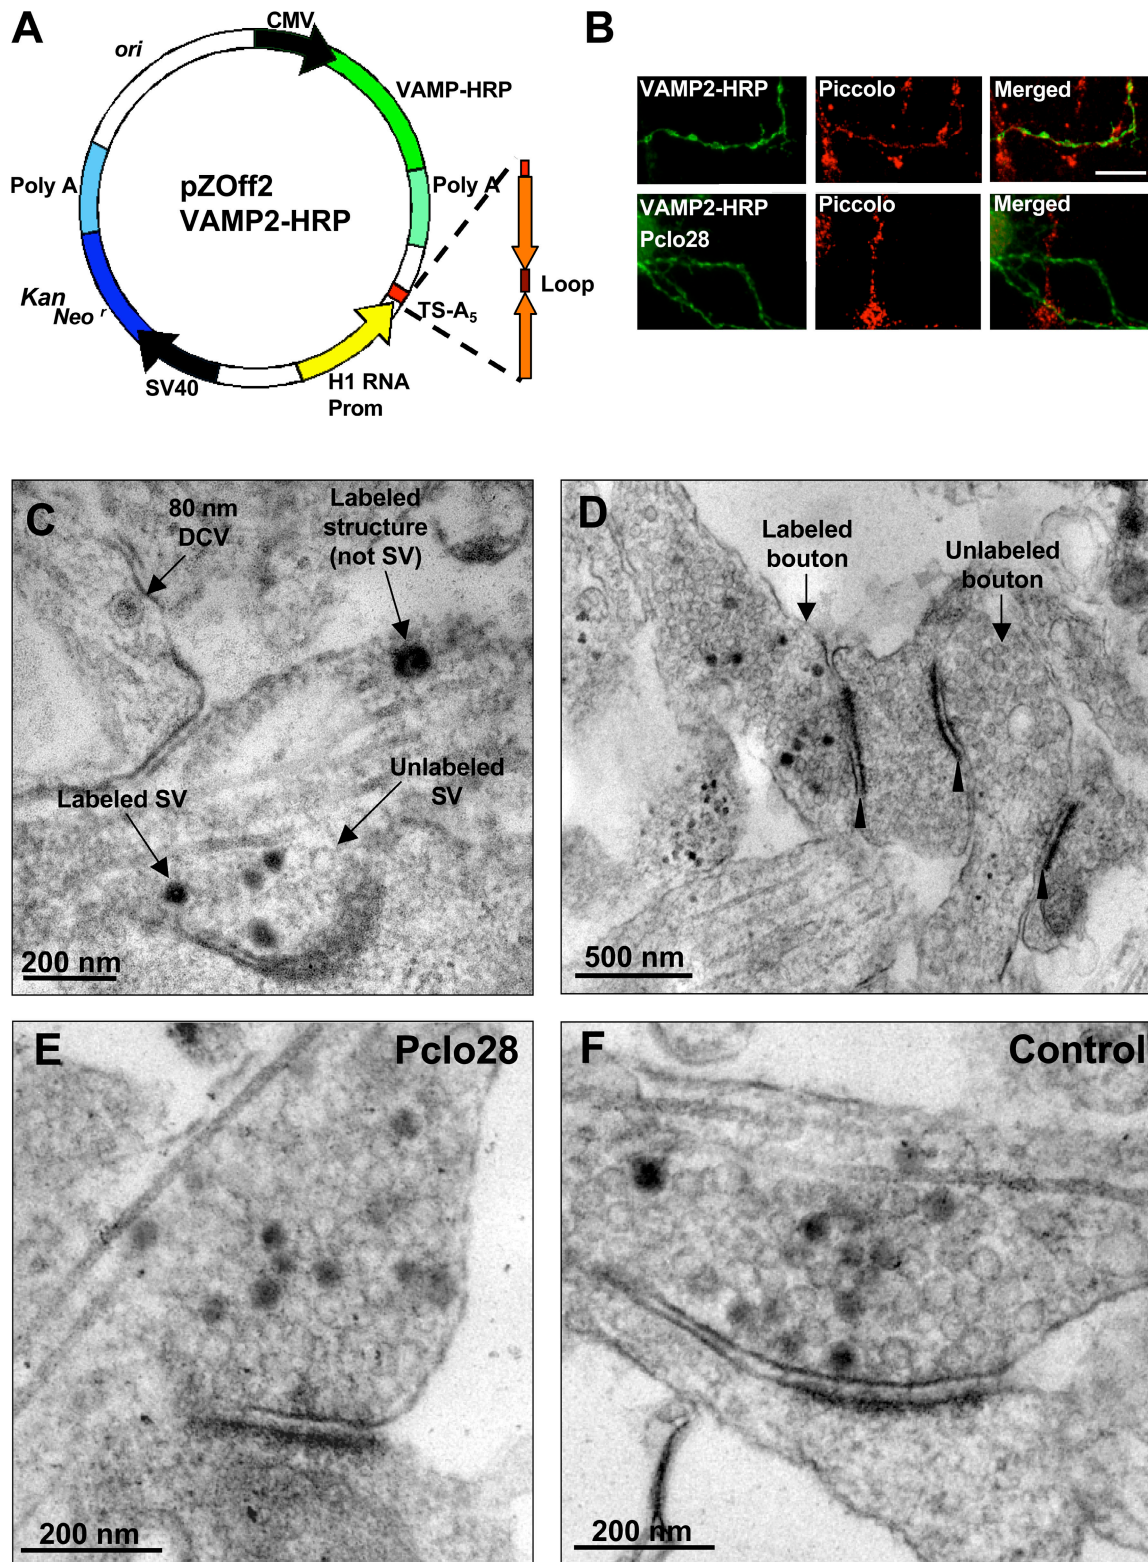 A
CMV
ori
VAMP-HRP
Poly A
pZOff2
VAMP2-HRP
Poly A
Loop
TS-A5
Kan
Neo r
SV40
H1 RNA
Prom
B
VAMP2-HRP
Piccolo
Merged
VAMP2-HRP
Pclo28
Piccolo
Merged
C
80 nm
DCV
Labeled
structure
(not SV)
Labeled SV
Unlabeled
SV
200 nm
D
Labeled
bouton
Unlabeled
bouton
500 nm
E
Pclo28
200 nm
F
Control
200 nm